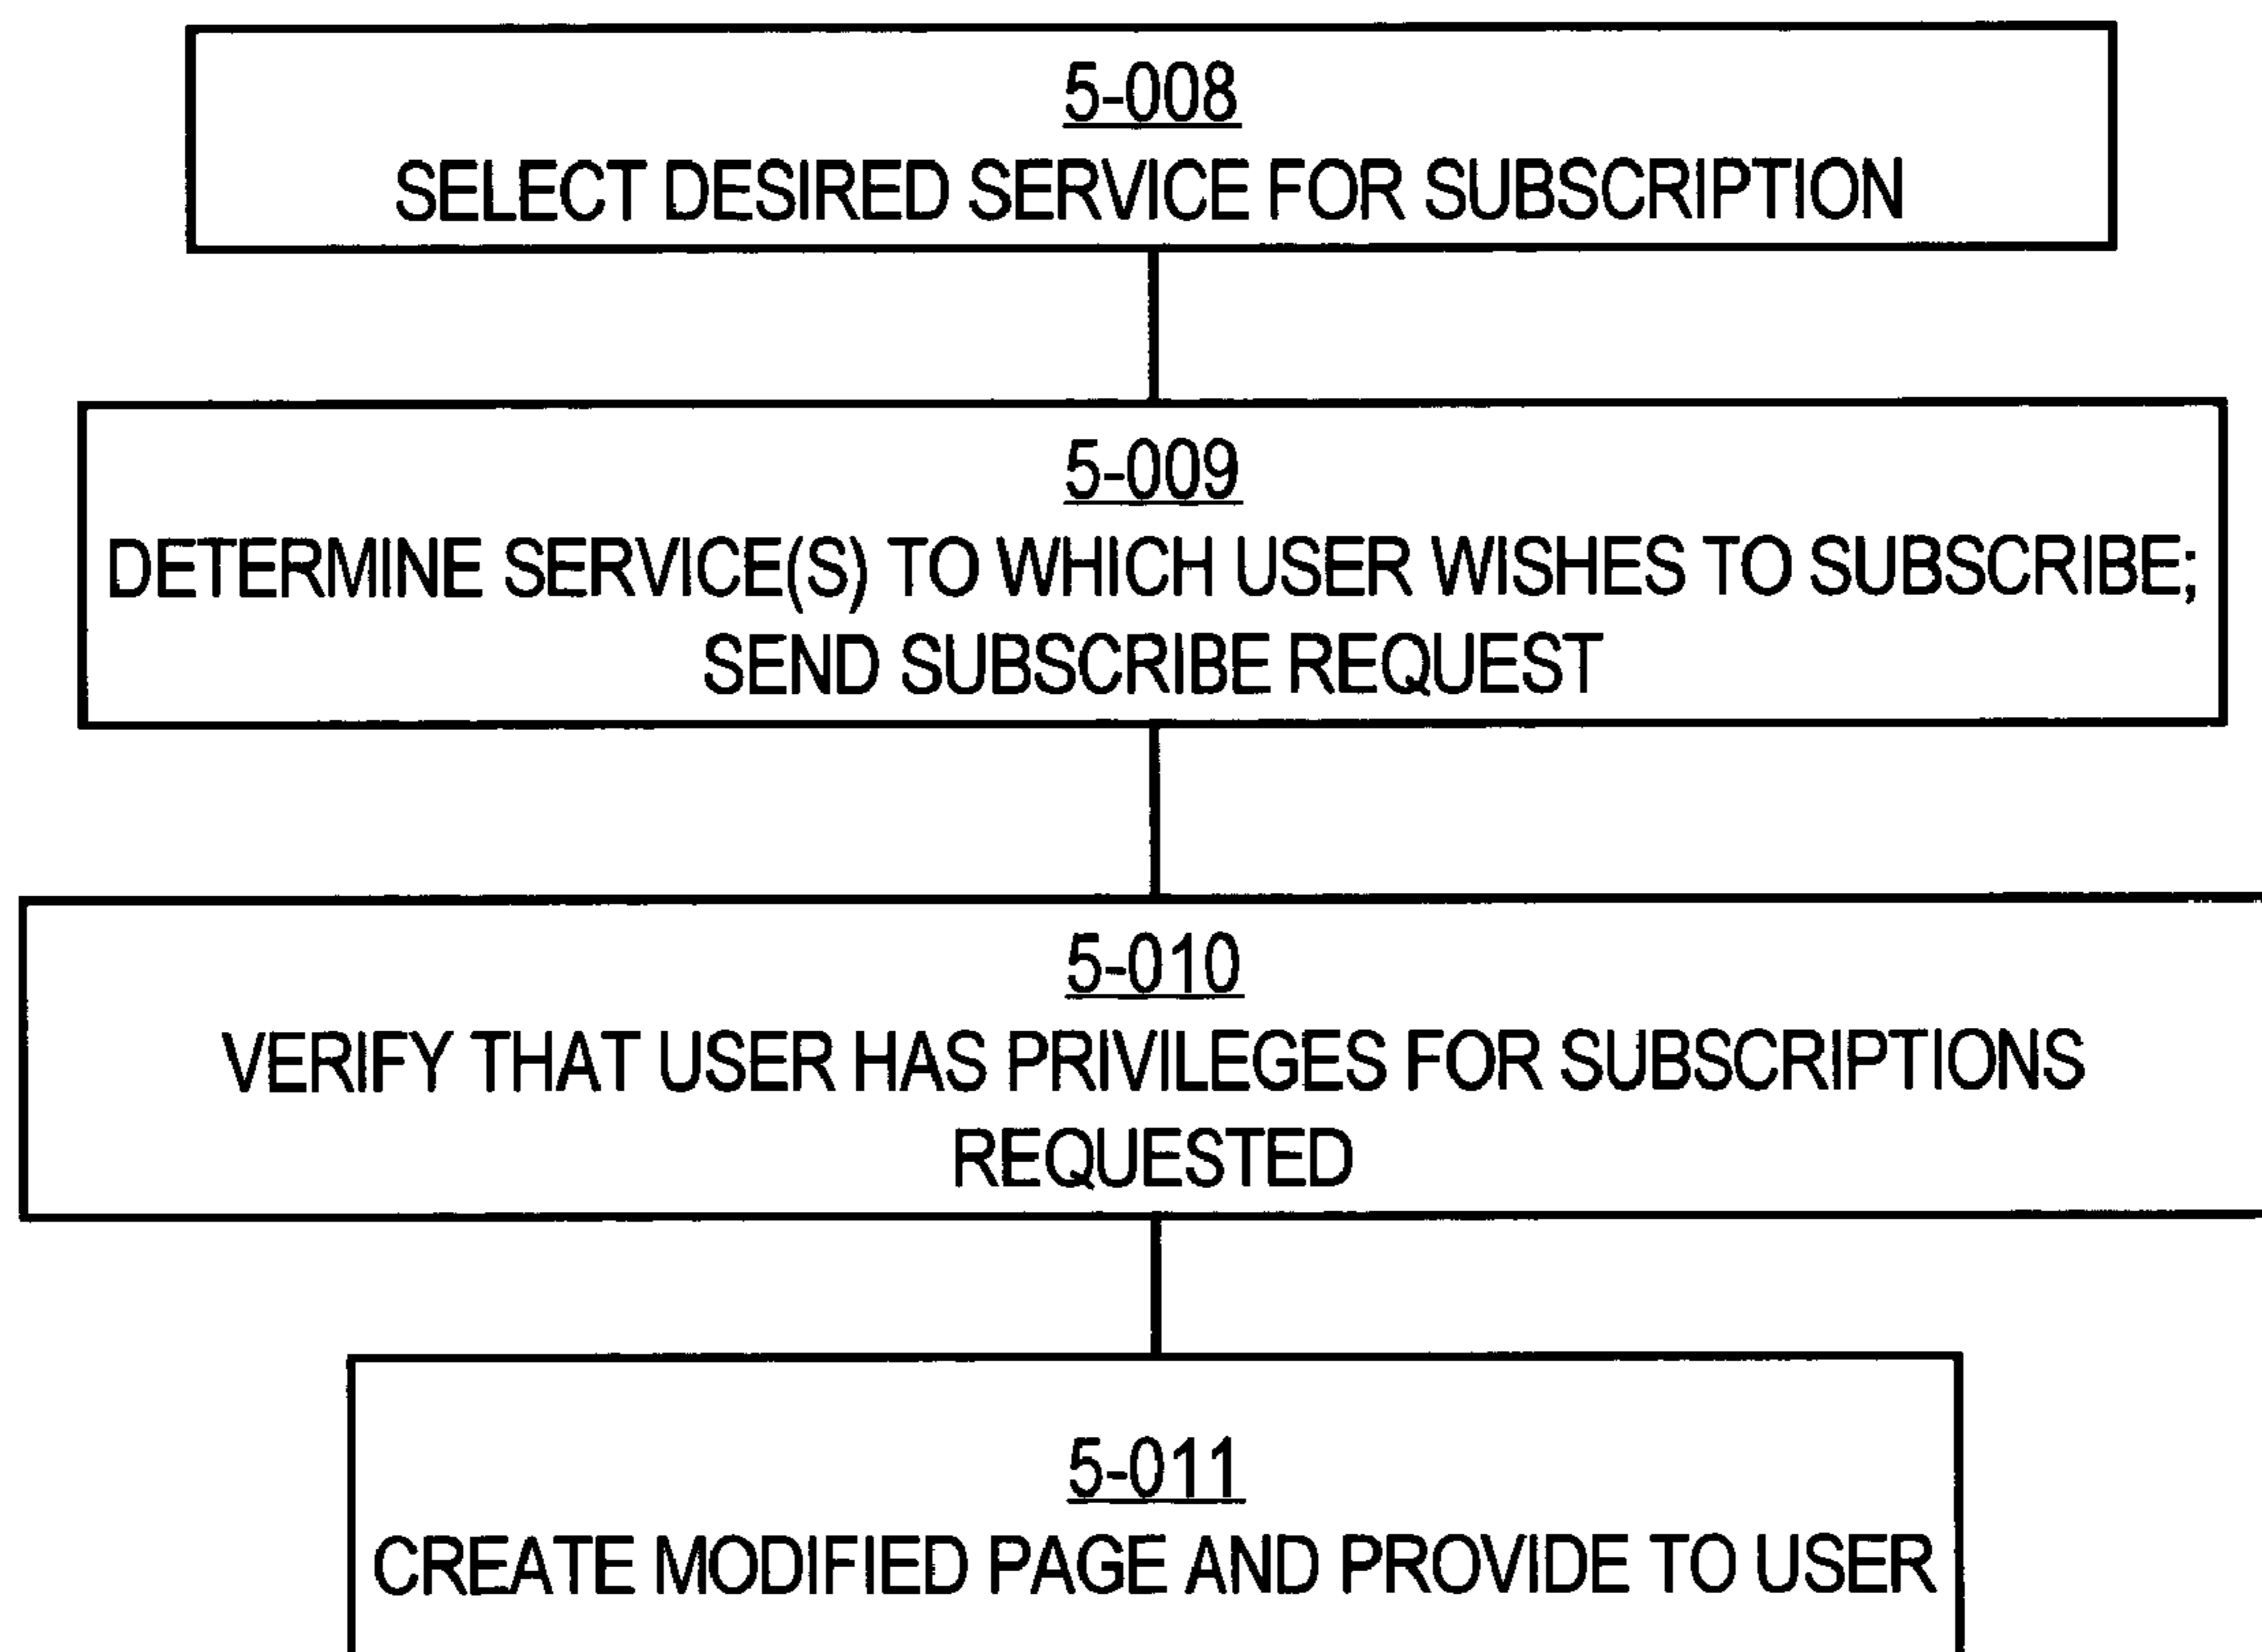 5-008
SELECT DESIRED SERVICE FOR SUBSCRIPTION
5-009
DETERMINE SERVICE(S) TO WHICH USER WISHES TO SUBSCRIBE;
SEND SUBSCRIBE REQUEST
5-010
VERIFY THAT USER HAS PRIVILEGES FOR SUBSCRIPTIONS
REQUESTED
5-011
CREATE MODIFIED PAGE AND PROVIDE TO USER